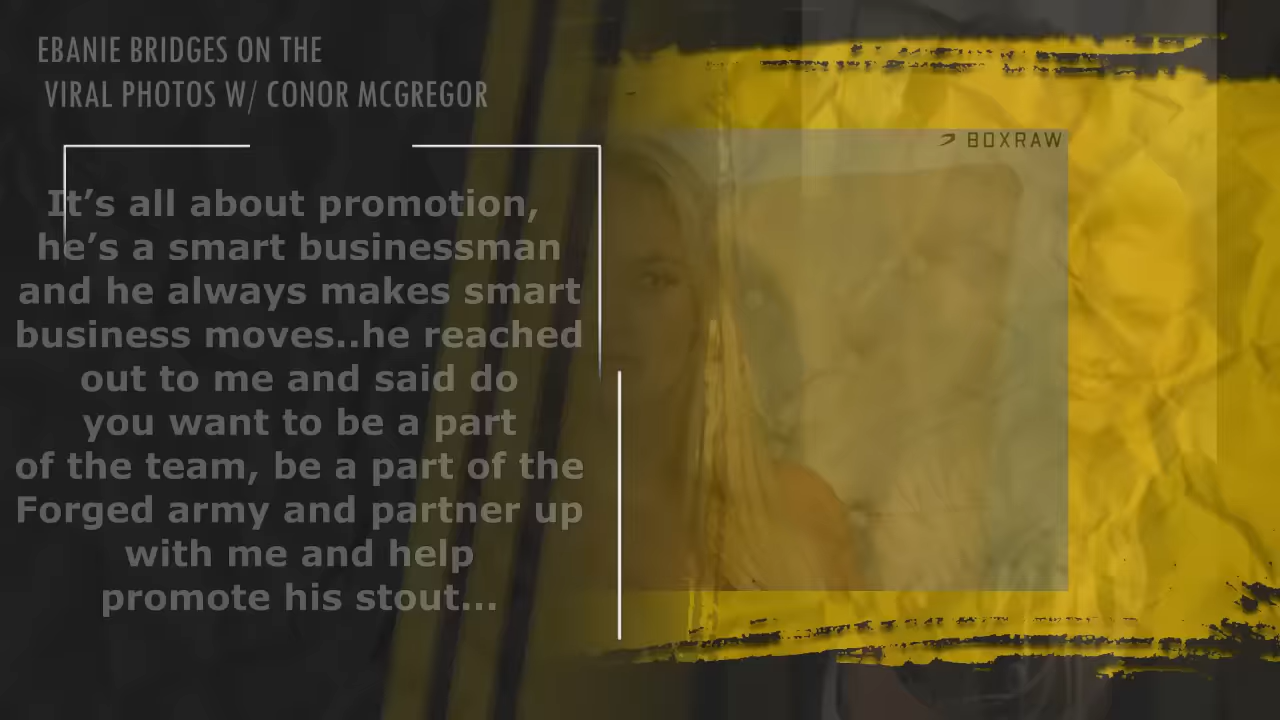 EBANIE BRIDGES ON THE
VIRAL PHOTOS W/ CONOR MCGREGOR
BOXRAW
It’s all about promotion,
he’s a smart businessman
and he always makes smart
business moves..he reached
out to me and said do
you want to be a part
of the team, be a part of the
Forged army and partner up
with me and help
promote his stout...